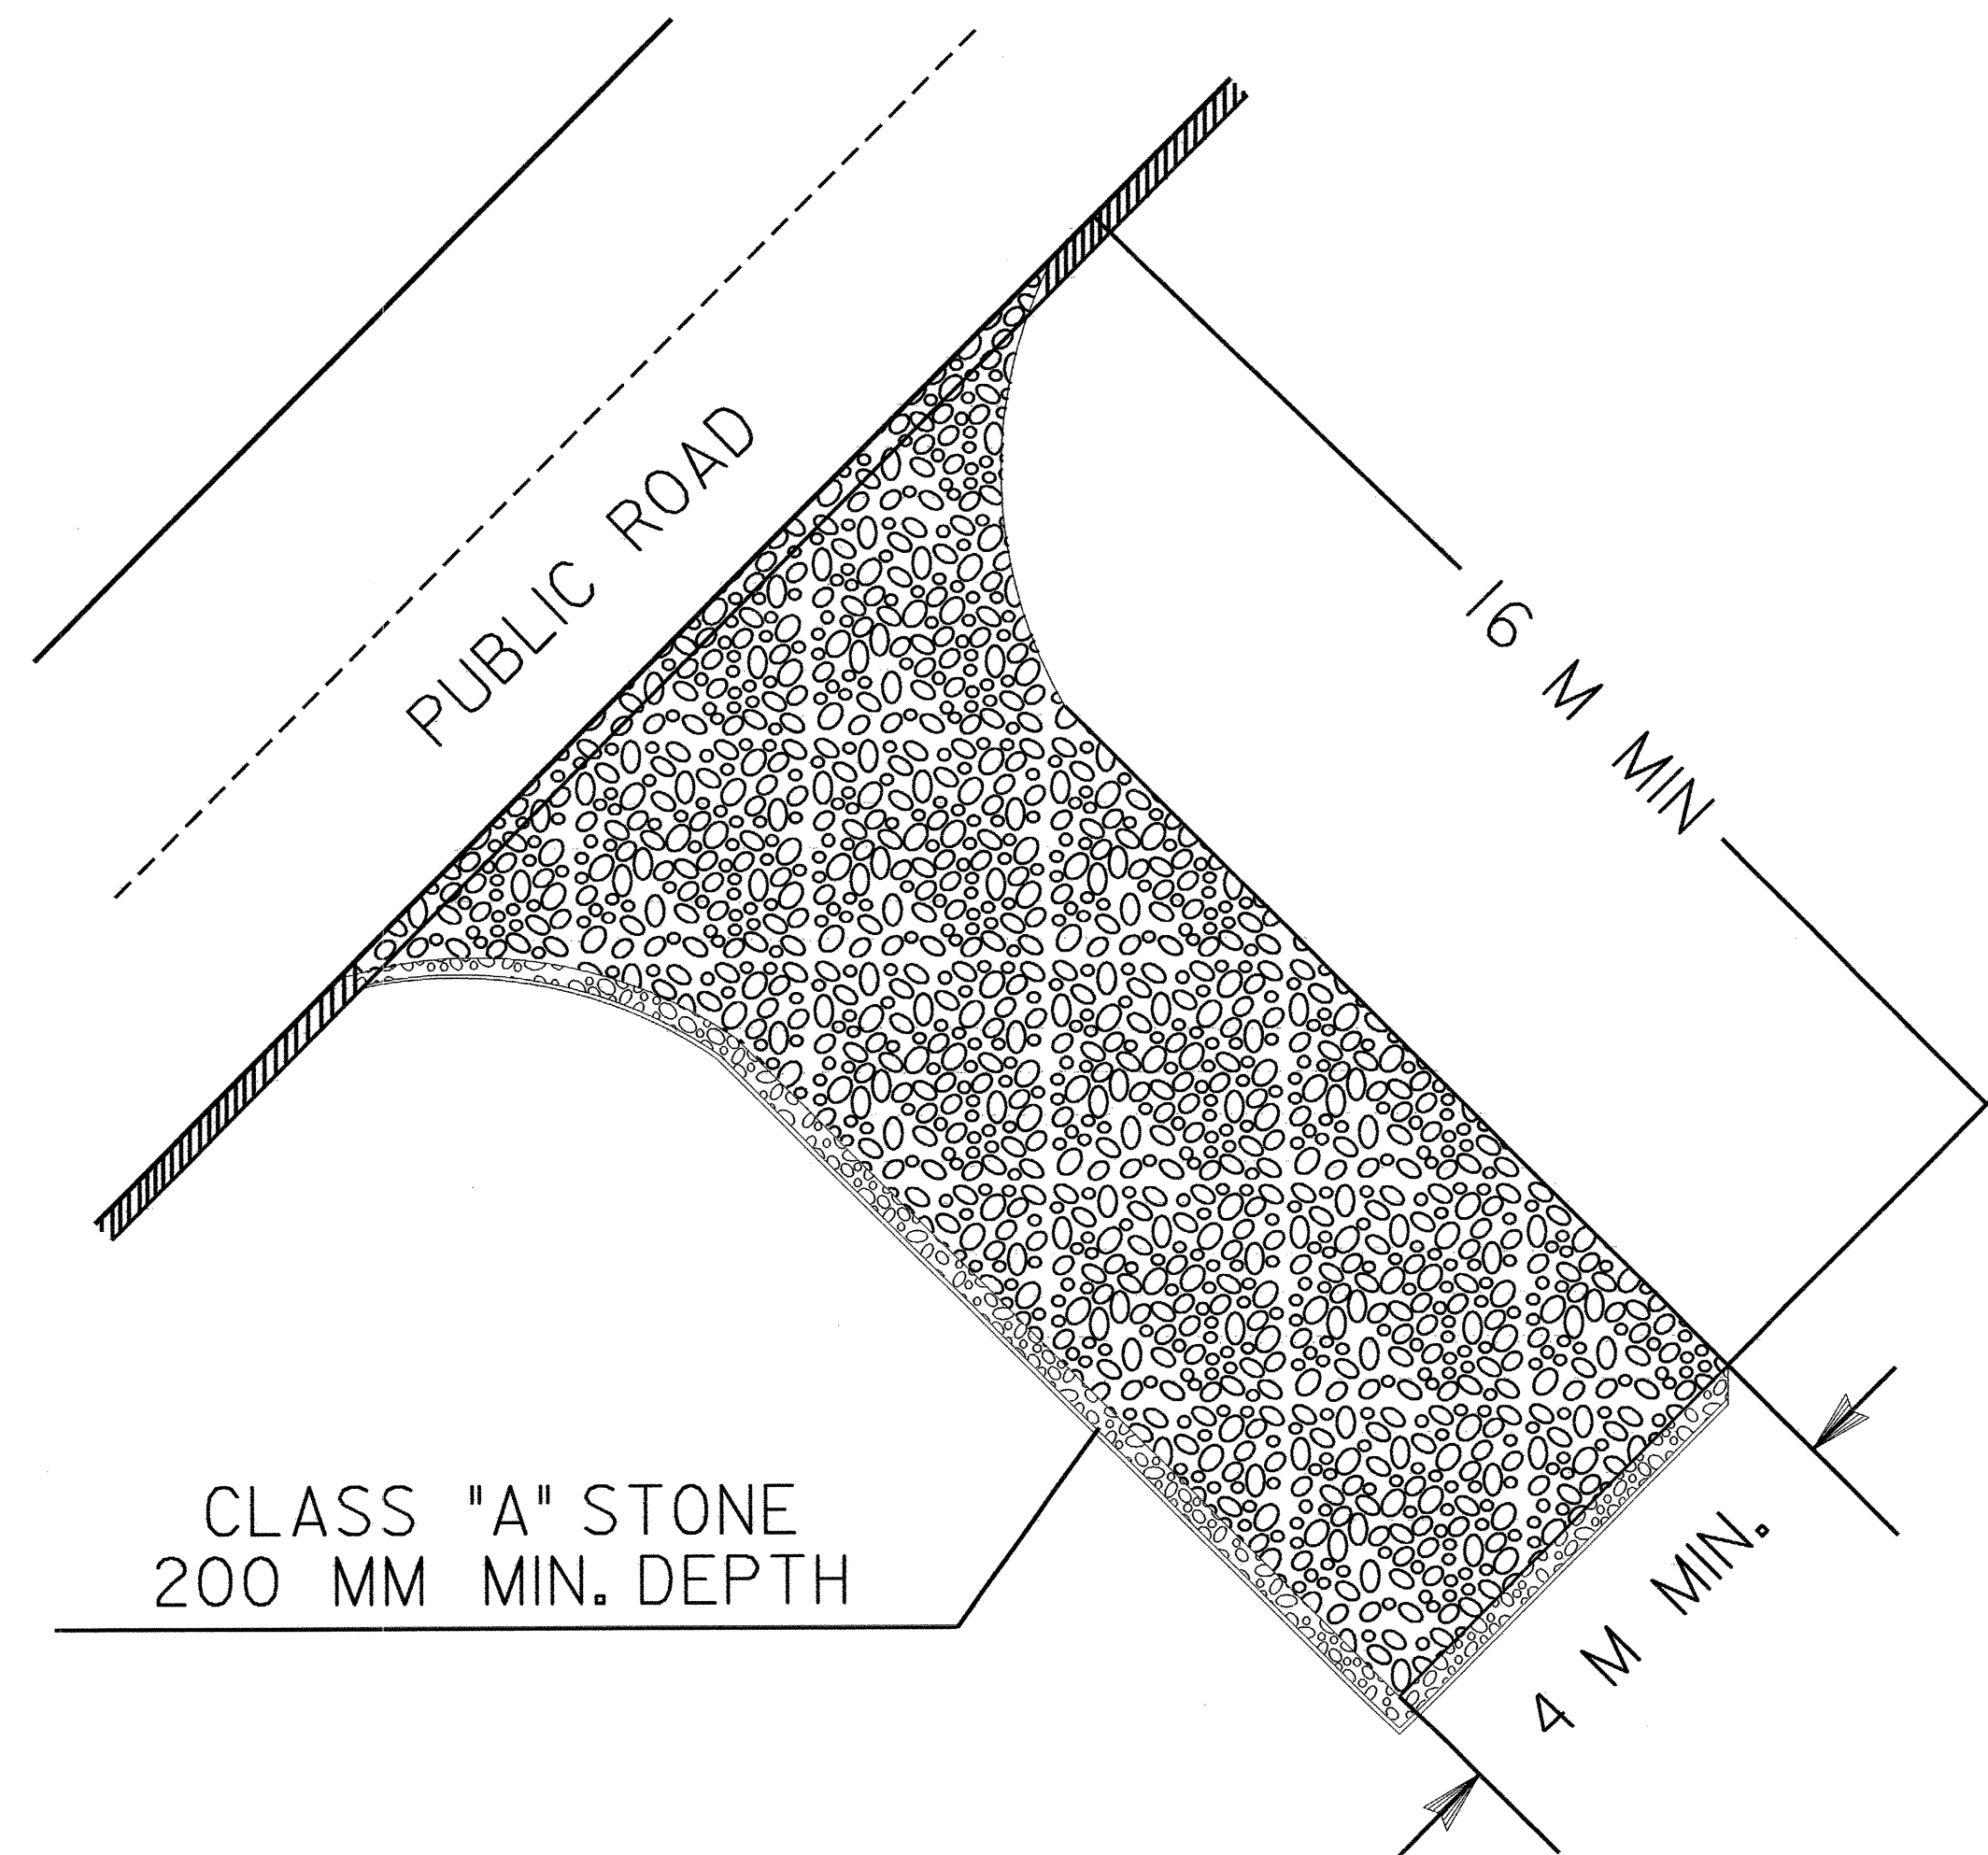 PUBLIC ROAD
16 M MIN
CLASS "A" STONE
200 MM MIN. DEPTH
4 M MIN.